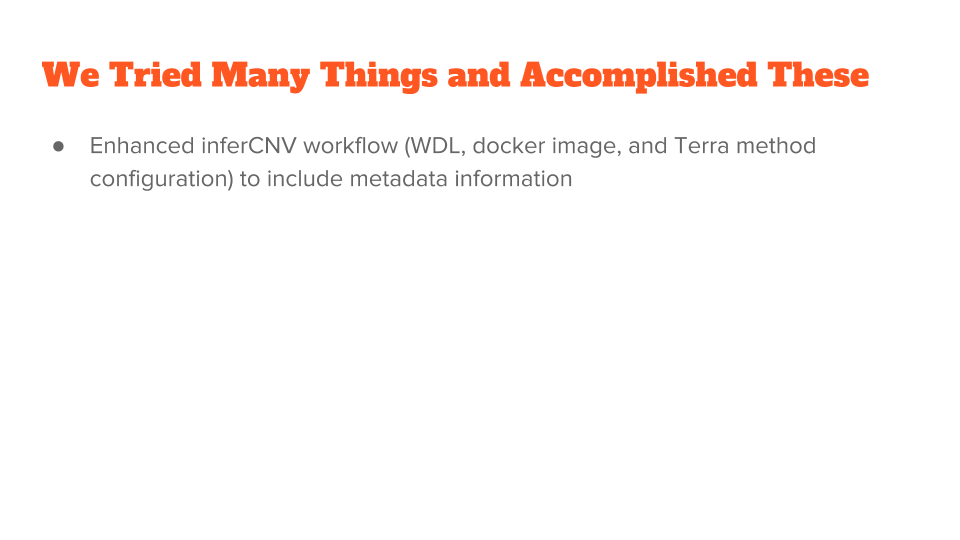 We Tried Many Things and Accomplished These
● Enhanced inferCNV workflow (WDL, docker image, and Terra method
configuration) to include metadata information